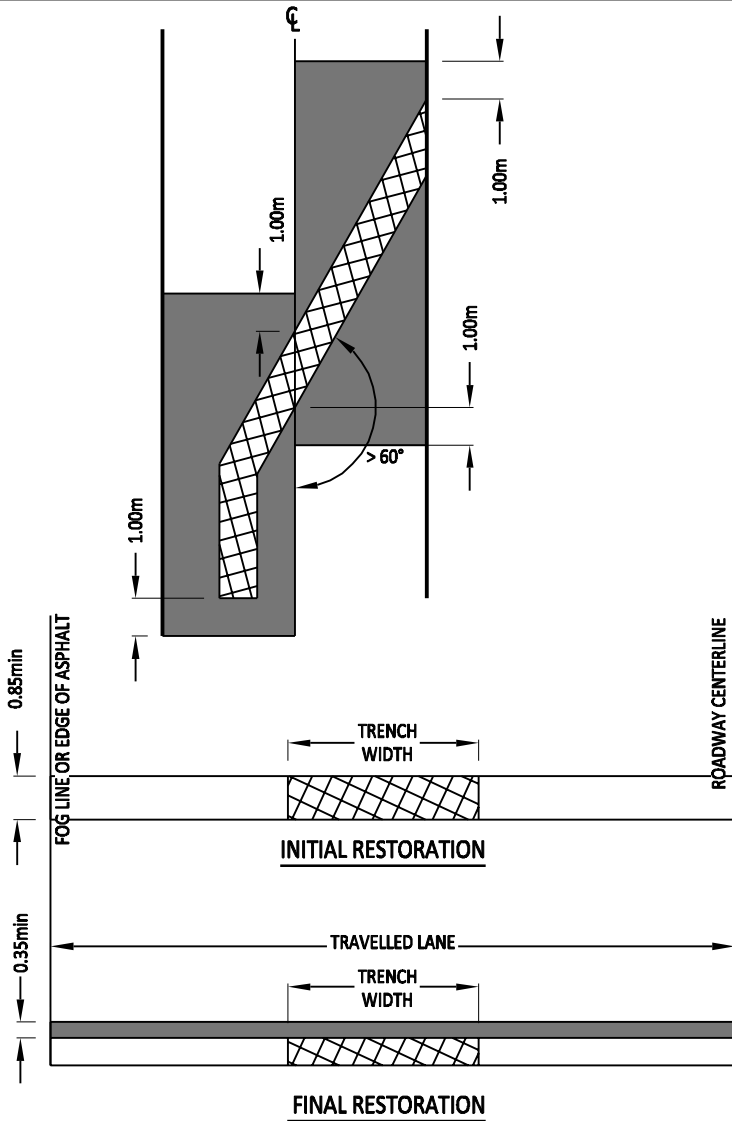 ℄
1.00m
1.00m
1.00m
> 60°
1.00m
FOG LINE OR EDGE OF ASPHALT
ROADWAY CENTERLINE
0.85min
TRENCH
WIDTH
INITIAL RESTORATION
0.35min
TRAVELLED LANE
TRENCH
WIDTH
FINAL RESTORATION